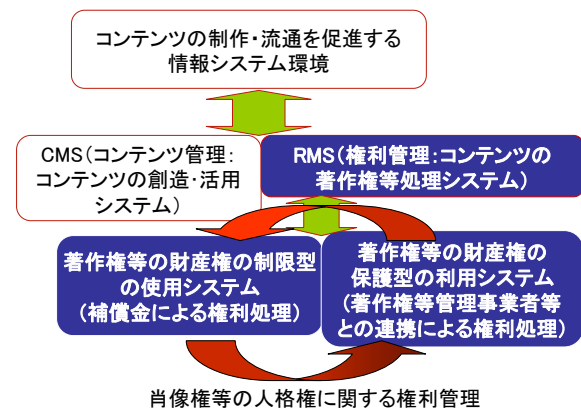 コンテンツの制作・流通を促進する
情報システム環境
CMS(コンテンツ管理:
コンテンツの創造・活用
システム)
RMS(権利管理:コンテンツの
著作権等処理システム)
著作権等の財産権の制限型
の使用システム
(補償金による権利処理)
著作権等の財産権の
保護型の利用システム
(著作権等管理事業者等
との連携による権利処理)
肖像権等の人格権に関する権利管理